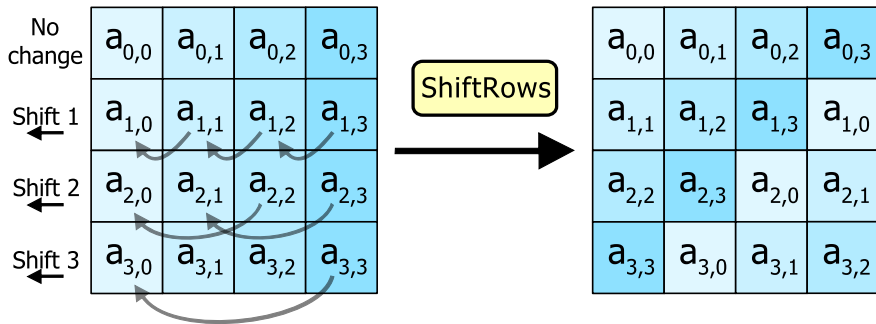 No
change
a0,0 a0,1 a0,2 a0,3
Shift 1
a1,0 a1,1 a1,2 a1,3
Shift 2
a2,0 a2,1 a2,2 a2,3
Shift 3
a3,0 a3,1 a3,2 a3,3
ShiftRows
a0,0 a0,1 a0,2 a0,3
a1,1 a1,2 a1,3 a1,0
a2,2 a2,3 a2,0 a2,1
a3,3 a3,0 a3,1 a3,2